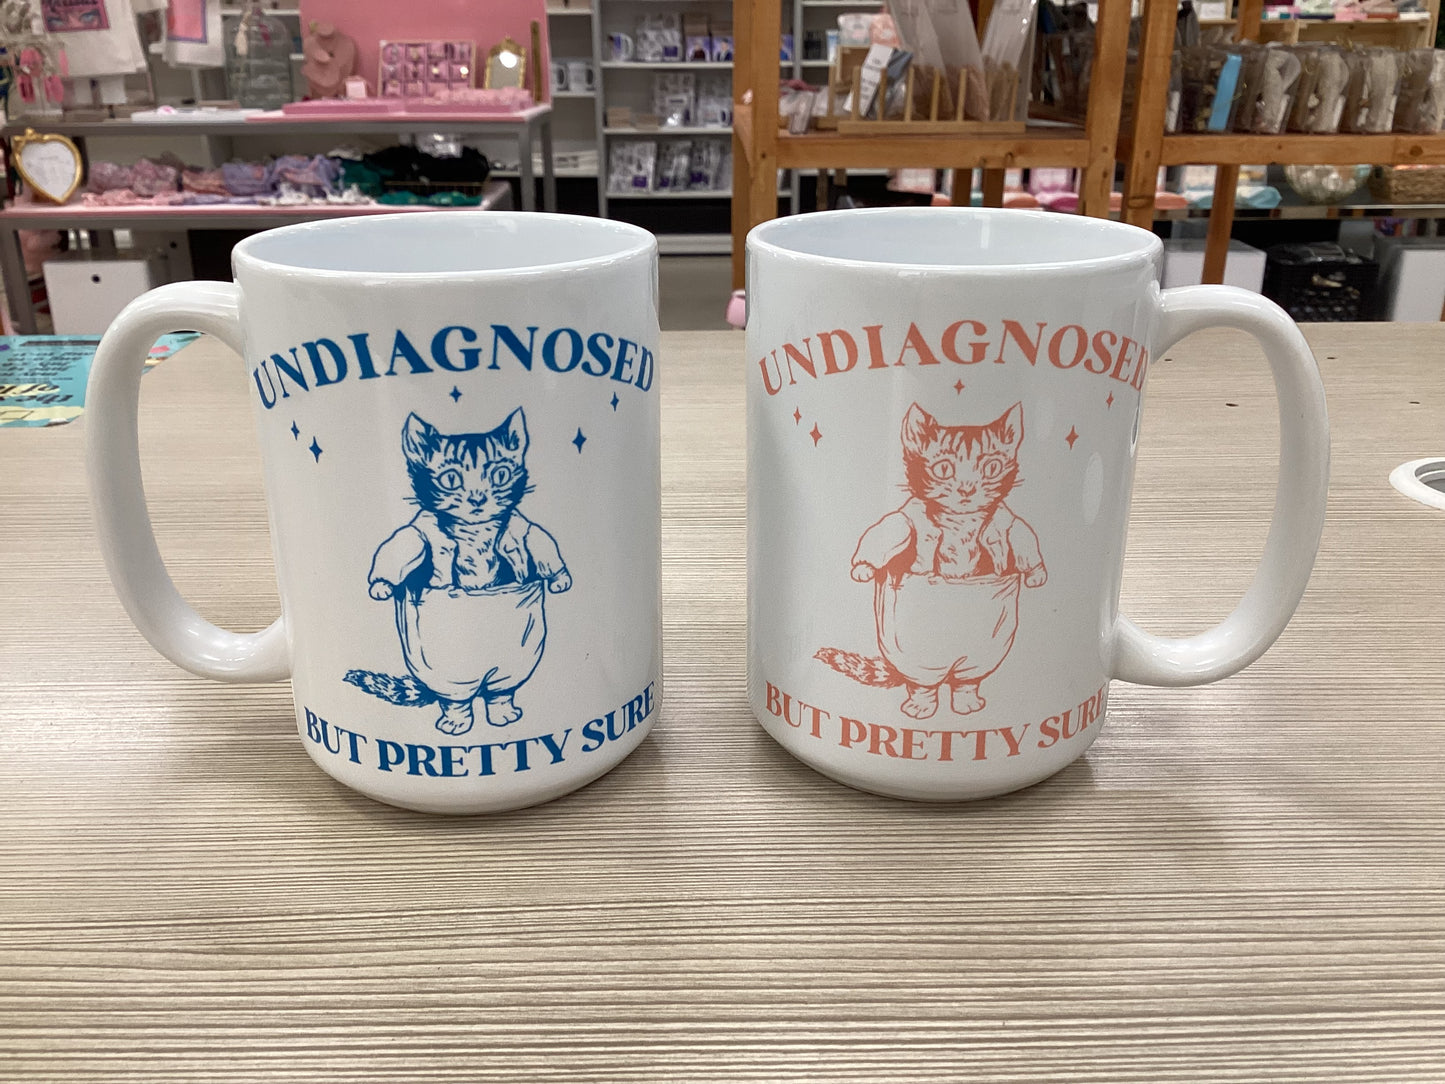 UNDIAGNOSED
BUT PRETTY SURE
UNDIAGNOSED
BUT PRETTY SURE